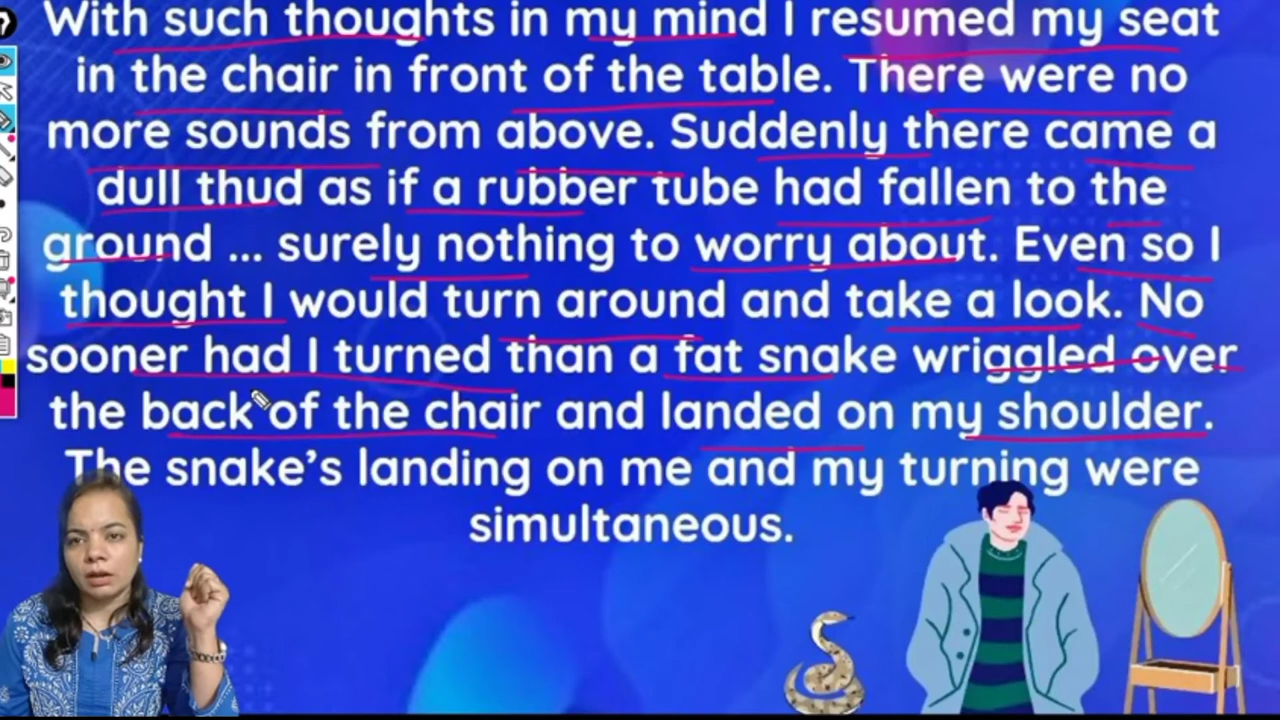 With such thoughts in my mind I resumed my seat
in the chair in front of the table. There were no
more sounds from above. Suddenly there came a
dull thud as if a rubber tube had fallen to the
ground ... surely nothing to worry about. Even so I
thought I would turn around and take a look. No
sooner had I turned than a fat snake wriggled over
the back of the chair and landed on my shoulder.
The snake's landing on me and my turning were
simultaneous.